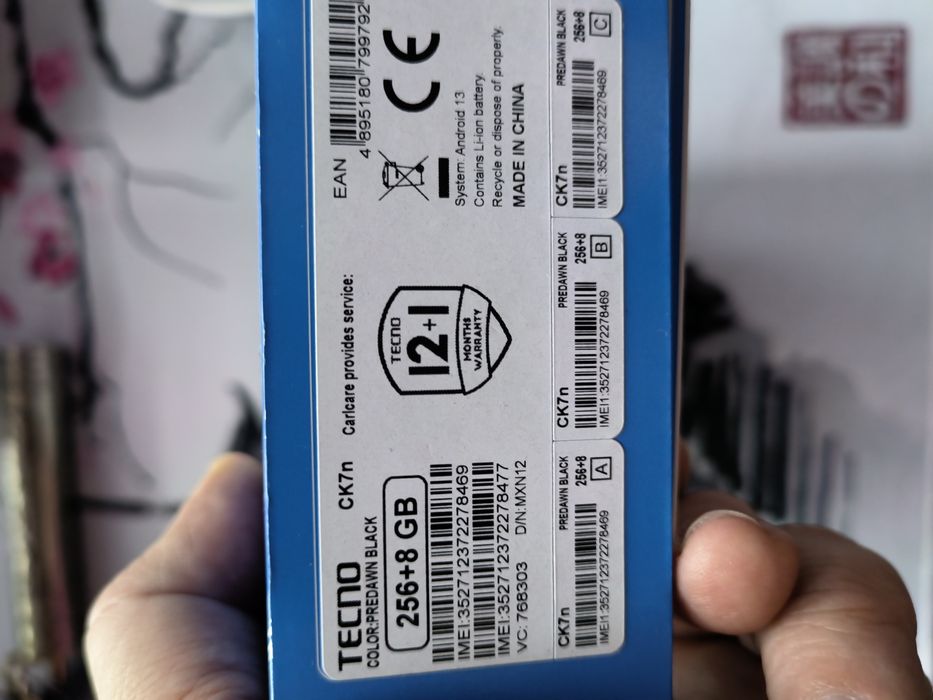 TECNO CK7n
COLOR:PREDAWN BLACK
256+8 GB
IMEI:352712372278469
IMEI:352712372278477
VC: 768303 D/N:MXN12
Carlcare provides service:
TECNO
12+1
MONTHS
WARRANTY
EAN
4 895180 799792
CE
System: Android 13
Contains Li-ion battery.
Recycle or dispose of properly.
MADE IN CHINA
CK7n PREDAWN BLACK
256+8
A
IMEI1:352712372278469
CK7n PREDAWN BLACK
256+8
B
IMEI1:352712372278469
CK7n PREDAWN BLACK
256+8
C
IMEI1:352712372278469